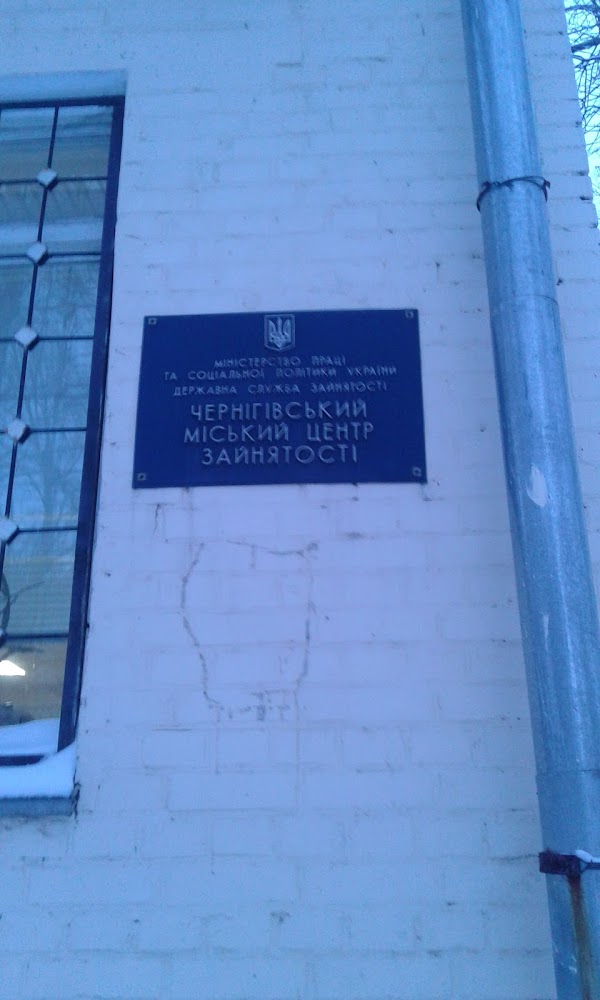 МІНІСТЕРСТВО ПРАЦІ
ТА СОЦІАЛЬНОЇ ПОЛІТИКИ УКРАЇНИ
ДЕРЖАВНА СЛУЖБА ЗАЙНЯТОСТІ
ЧЕРНІГІВСЬКИЙ
МІСЬКИЙ ЦЕНТР
ЗАЙНЯТОСТІ